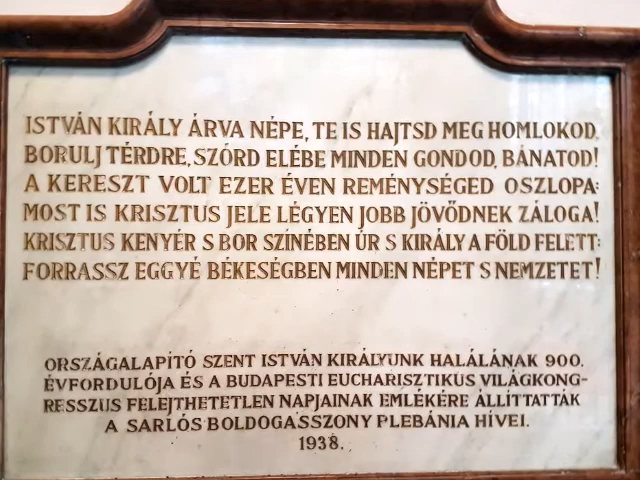 ISTVÁN KIRÁLY ÁRVA NÉPE, TE IS HAJTSD MEG HOMLOKOD.
BORULJ TÉRDRE, SZÓRD ELÉBE MINDEN GONDOD, BÁNATOD!
A KERESZT VOLT EZER ÉVEN REMÉNYSÉGED OSZLOPA:
MOST IS KRISZTUS JELE LÉGYEN JOBB JÖVŐDNEK ZÁLOGA!
KRISZTUS KENYÉR S BOR SZÍNÉBEN ÚR S KIRÁLY A FÖLD FELETT:
FORRASSZ EGGYÉ BÉKESÉGBEN MINDEN NÉPET S NEMZETET!
ORSZÁGALAPÍTÓ SZENT ISTVÁN KIRÁLYUNK HALÁLÁNAK 900.
ÉVFORDULÓJA ÉS A BUDAPESTI EUCHARISZTIKUS VILÁGKONG-
RESSZUS FELEJTHETETLEN NAPJAINAK EMLÉKÉRE ÁLLÍTTATTÁK
A SARLÓS BOLDOGASSZONY PLEBÁNIA HÍVEI.
1938.